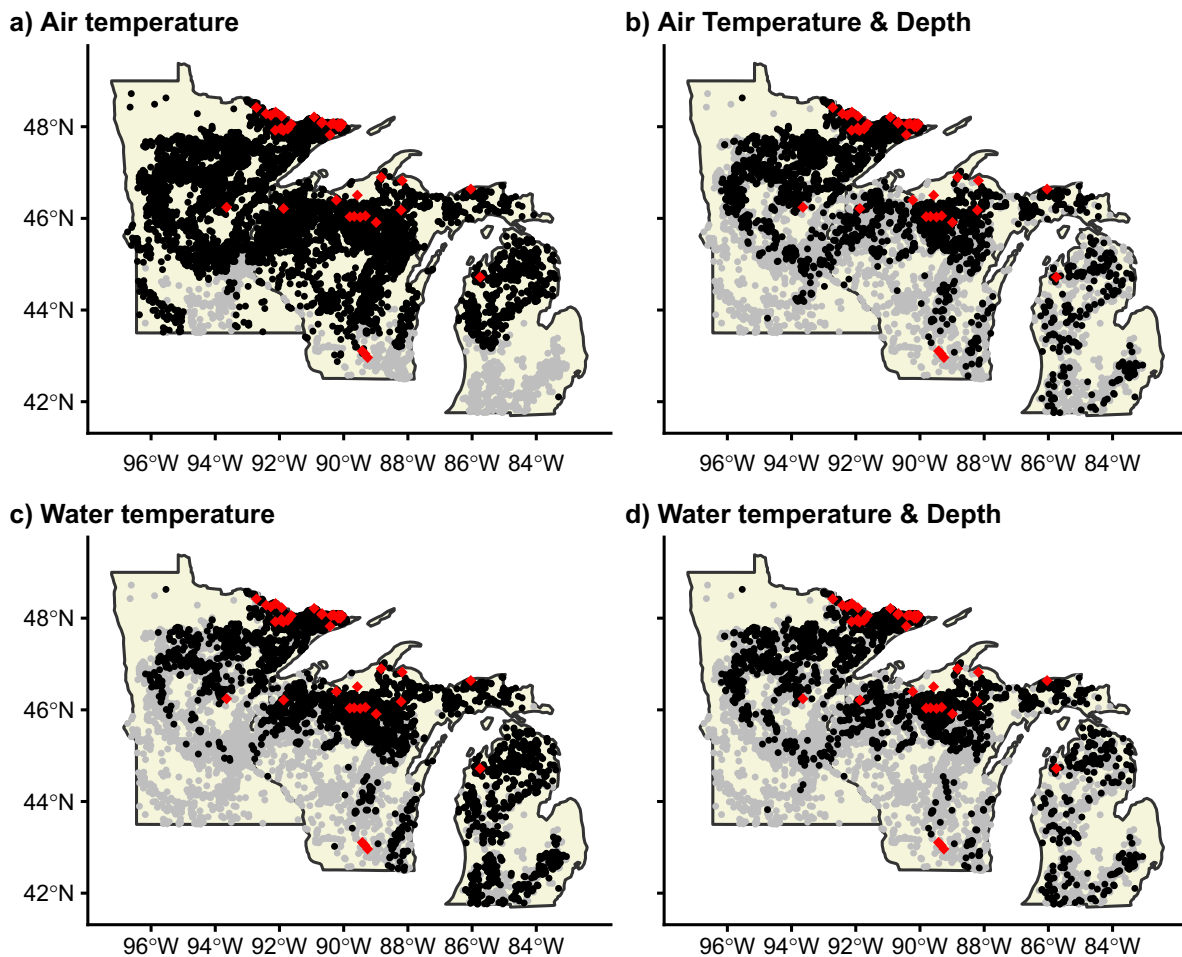 a) Air temperature
b) Air Temperature & Depth
48°N
46°N
44°N
42°N
96°W 94°W 92°W 90°W 88°W 86°W 84°W
96°W 94°W 92°W 90°W 88°W 86°W 84°W
c) Water temperature
d) Water temperature & Depth
48°N
46°N
44°N
42°N
96°W 94°W 92°W 90°W 88°W 86°W 84°W
96°W 94°W 92°W 90°W 88°W 86°W 84°W